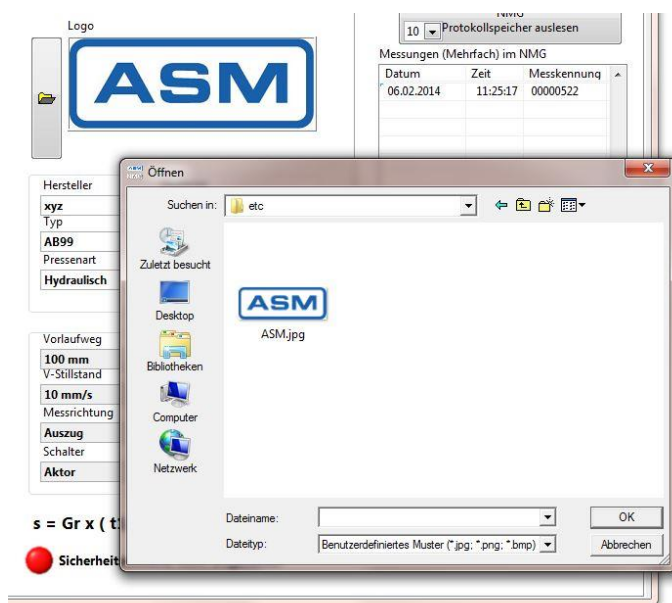 Logo
ASM
NMG
10 Protokollspeicher auslesen
Messungen (Mehrfach) im NMG
Datum Zeit Messkennung
06.02.2014 11:25:17 00000522
Hersteller
xyz
Typ
AB99
Pressenart
Hydraulisch
Vorlaufweg
100 mm
V-Stillstand
10 mm/s
Messrichtung
Auszug
Schalter
Aktor
s = Gr x ( t
Sicherheit
ASM
Öffnen
Suchen in: etc
Zuletzt besucht
Desktop
Bibliotheken
Computer
Netzwerk
ASM
ASM.jpg
Dateiname:
OK
Dateityp: Benutzerdefiniertes Muster (*.jpg; *.png; *.bmp)
Abbrechen